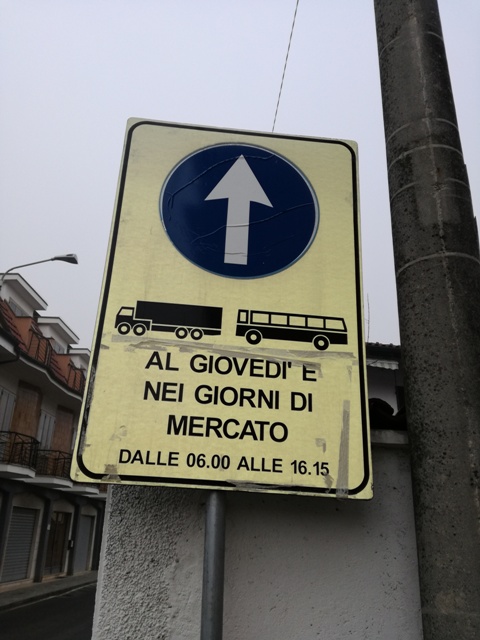 AL GIOVEDI' E
NEI GIORNI DI
MERCATO
DALLE 06.00 ALLE 16.15